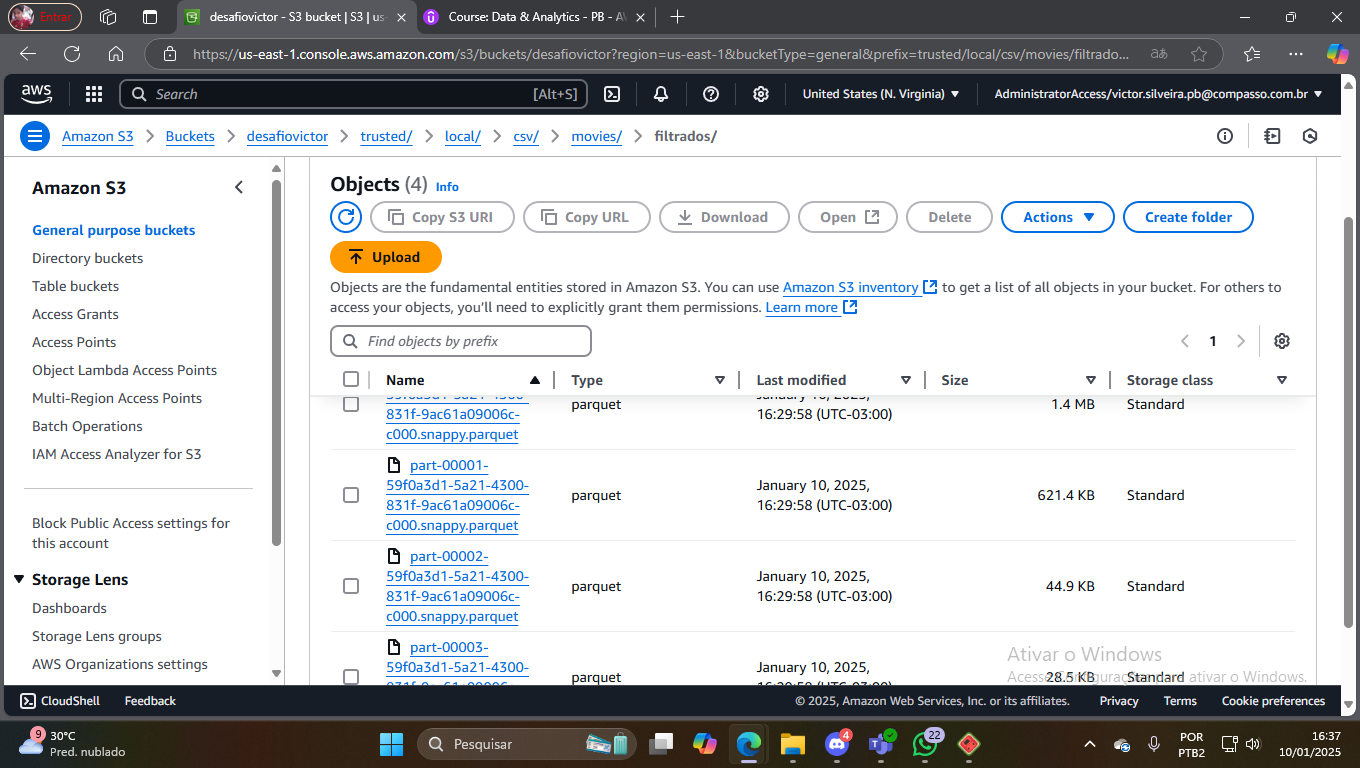 Entrar
desafiovictor - S3 bucket | S3 | us-
Course: Data & Analytics - PB - A
https://us-east-1.console.aws.amazon.com/s3/buckets/desafiovictor?region=us-east-1&bucketType=general&prefix=trusted/local/csv/movies/filtrado...
aws
Search
[Alt+S]
United States (N. Virginia)
AdministratorAccess/victor.silveira.pb@compasso.com.br
Amazon S3
Buckets
desafiovictor
trusted/
local/
csv/
movies/
filtrados/
Amazon S3
General purpose buckets
Directory buckets
Table buckets
Access Grants
Access Points
Object Lambda Access Points
Multi-Region Access Points
Batch Operations
IAM Access Analyzer for S3
Block Public Access settings for
this account
Storage Lens
Dashboards
Storage Lens groups
AWS Organizations settings
Objects (4) Info
Copy S3 URI
Copy URL
Download
Open
Delete
Actions
Create folder
Upload
Objects are the fundamental entities stored in Amazon S3. You can use Amazon S3 inventory to get a list of all objects in your bucket. For others to
access your objects, you'll need to explicitly grant them permissions. Learn more
Find objects by prefix
1
Name
Type
Last modified
Size
Storage class
59f0a3d1-5a21-4300-
831f-9ac61a09006c-
c000.snappy.parquet
parquet
January 10, 2025,
16:29:58 (UTC-03:00)
1.4 MB
Standard
part-00001-
59f0a3d1-5a21-4300-
831f-9ac61a09006c-
c000.snappy.parquet
parquet
January 10, 2025,
16:29:58 (UTC-03:00)
621.4 KB
Standard
part-00002-
59f0a3d1-5a21-4300-
831f-9ac61a09006c-
c000.snappy.parquet
parquet
January 10, 2025,
16:29:58 (UTC-03:00)
44.9 KB
Standard
part-00003-
59f0a3d1-5a21-4300-
831f-9ac61a09006c-
parquet
January 10, 2025,
16:29:58 (UTC-03:00)
28.5 KB
Standard
Ativar o Windows
Acesse Configurações para ativar o Windows.
CloudShell
Feedback
© 2025, Amazon Web Services, Inc. or its affiliates.
Privacy
Terms
Cookie preferences
9
30°C
Pred. nublado
Pesquisar
4
22
POR
PTB2
16:37
10/01/2025